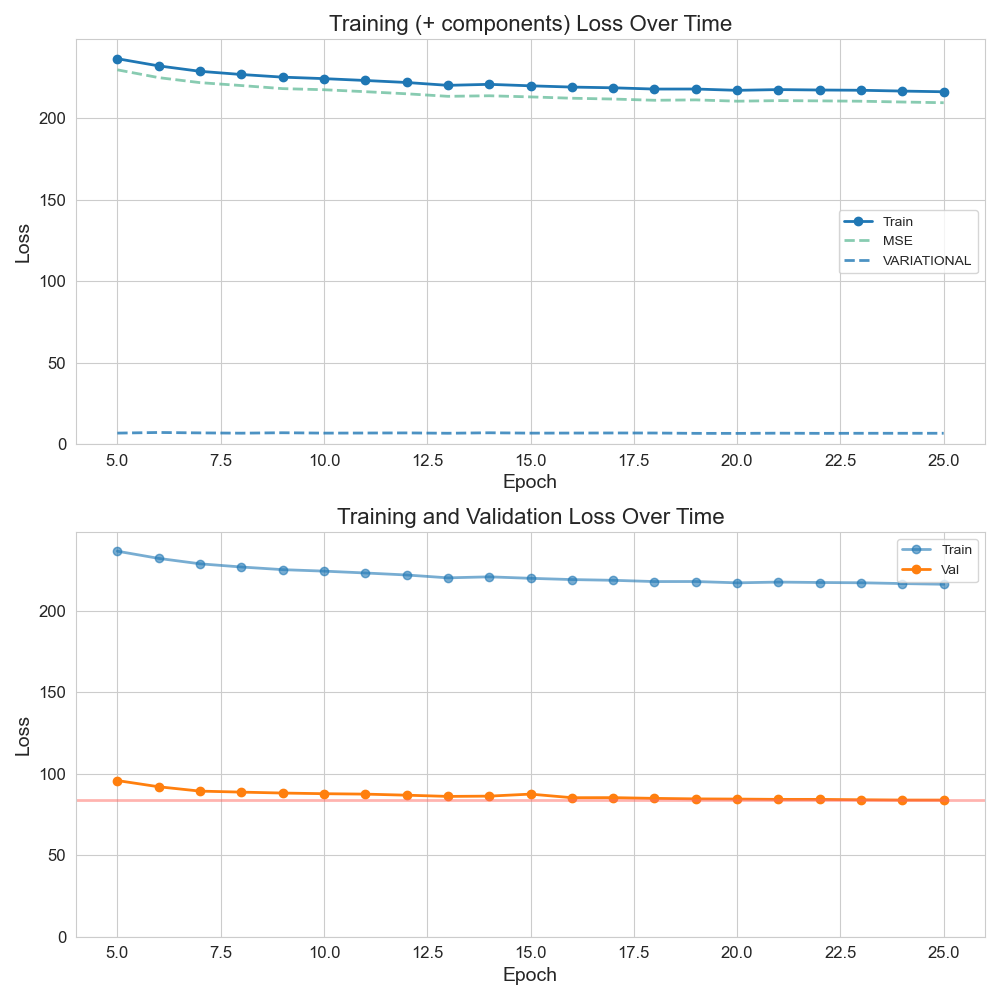 Training (+ components) Loss Over Time
Loss
200
150
100
50
0
Train
MSE
VARIATIONAL
5.0 7.5 10.0 12.5 15.0 17.5 20.0 22.5 25.0
Epoch
Training and Validation Loss Over Time
Loss
200
150
100
50
0
Train
Val
5.0 7.5 10.0 12.5 15.0 17.5 20.0 22.5 25.0
Epoch